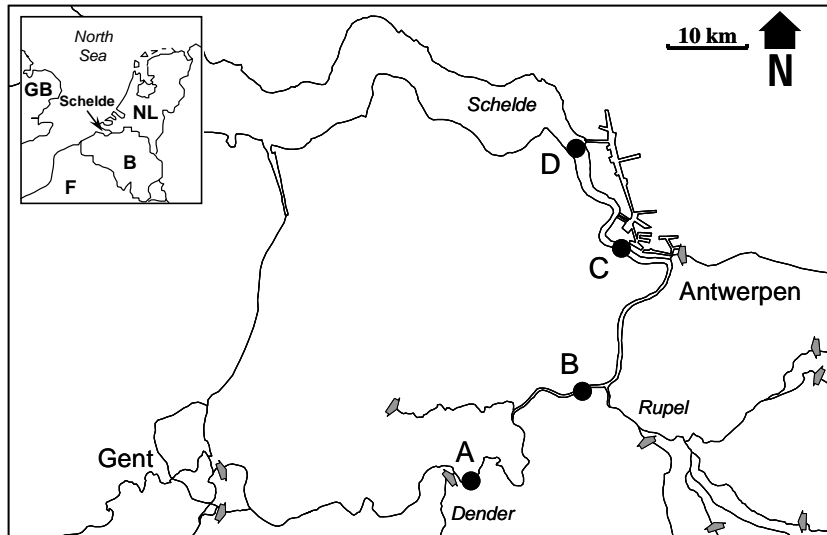 North
Sea
GB
Schelde
NL
B
F
10 km
N
Schelde
D
C
Antwerpen
B
Rupel
A
Gent
Dender